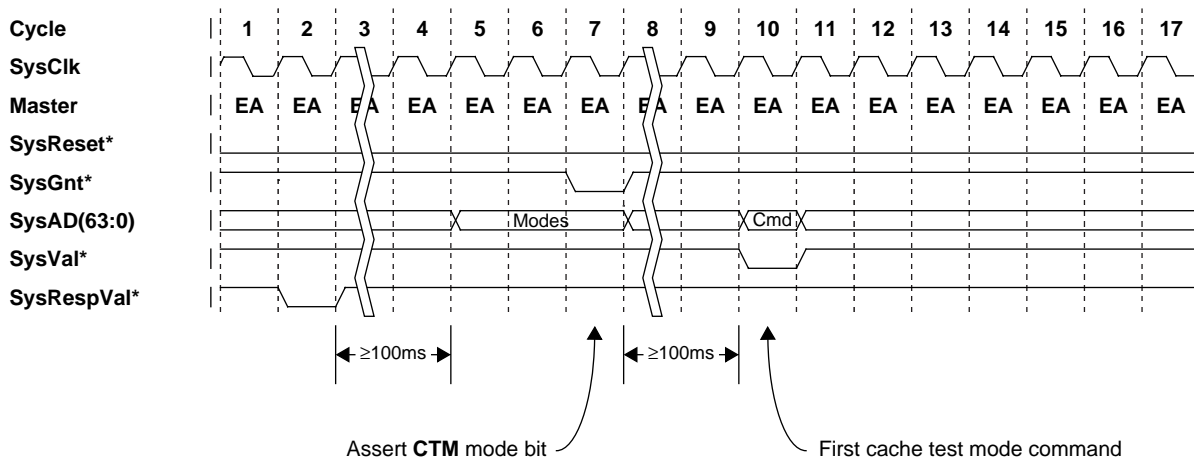 Cycle 1 2 3 4 5 6 7 8 9 10 11 12 13 14 15 16 17
SysClk
Master EA EA EA EA EA EA EA EA EA EA EA EA EA EA EA EA EA
SysReset*
SysGnt*
SysAD(63:0) Modes Cmd
SysVal*
SysRespVal*
≥100ms ≥100ms
Assert CTM mode bit First cache test mode command